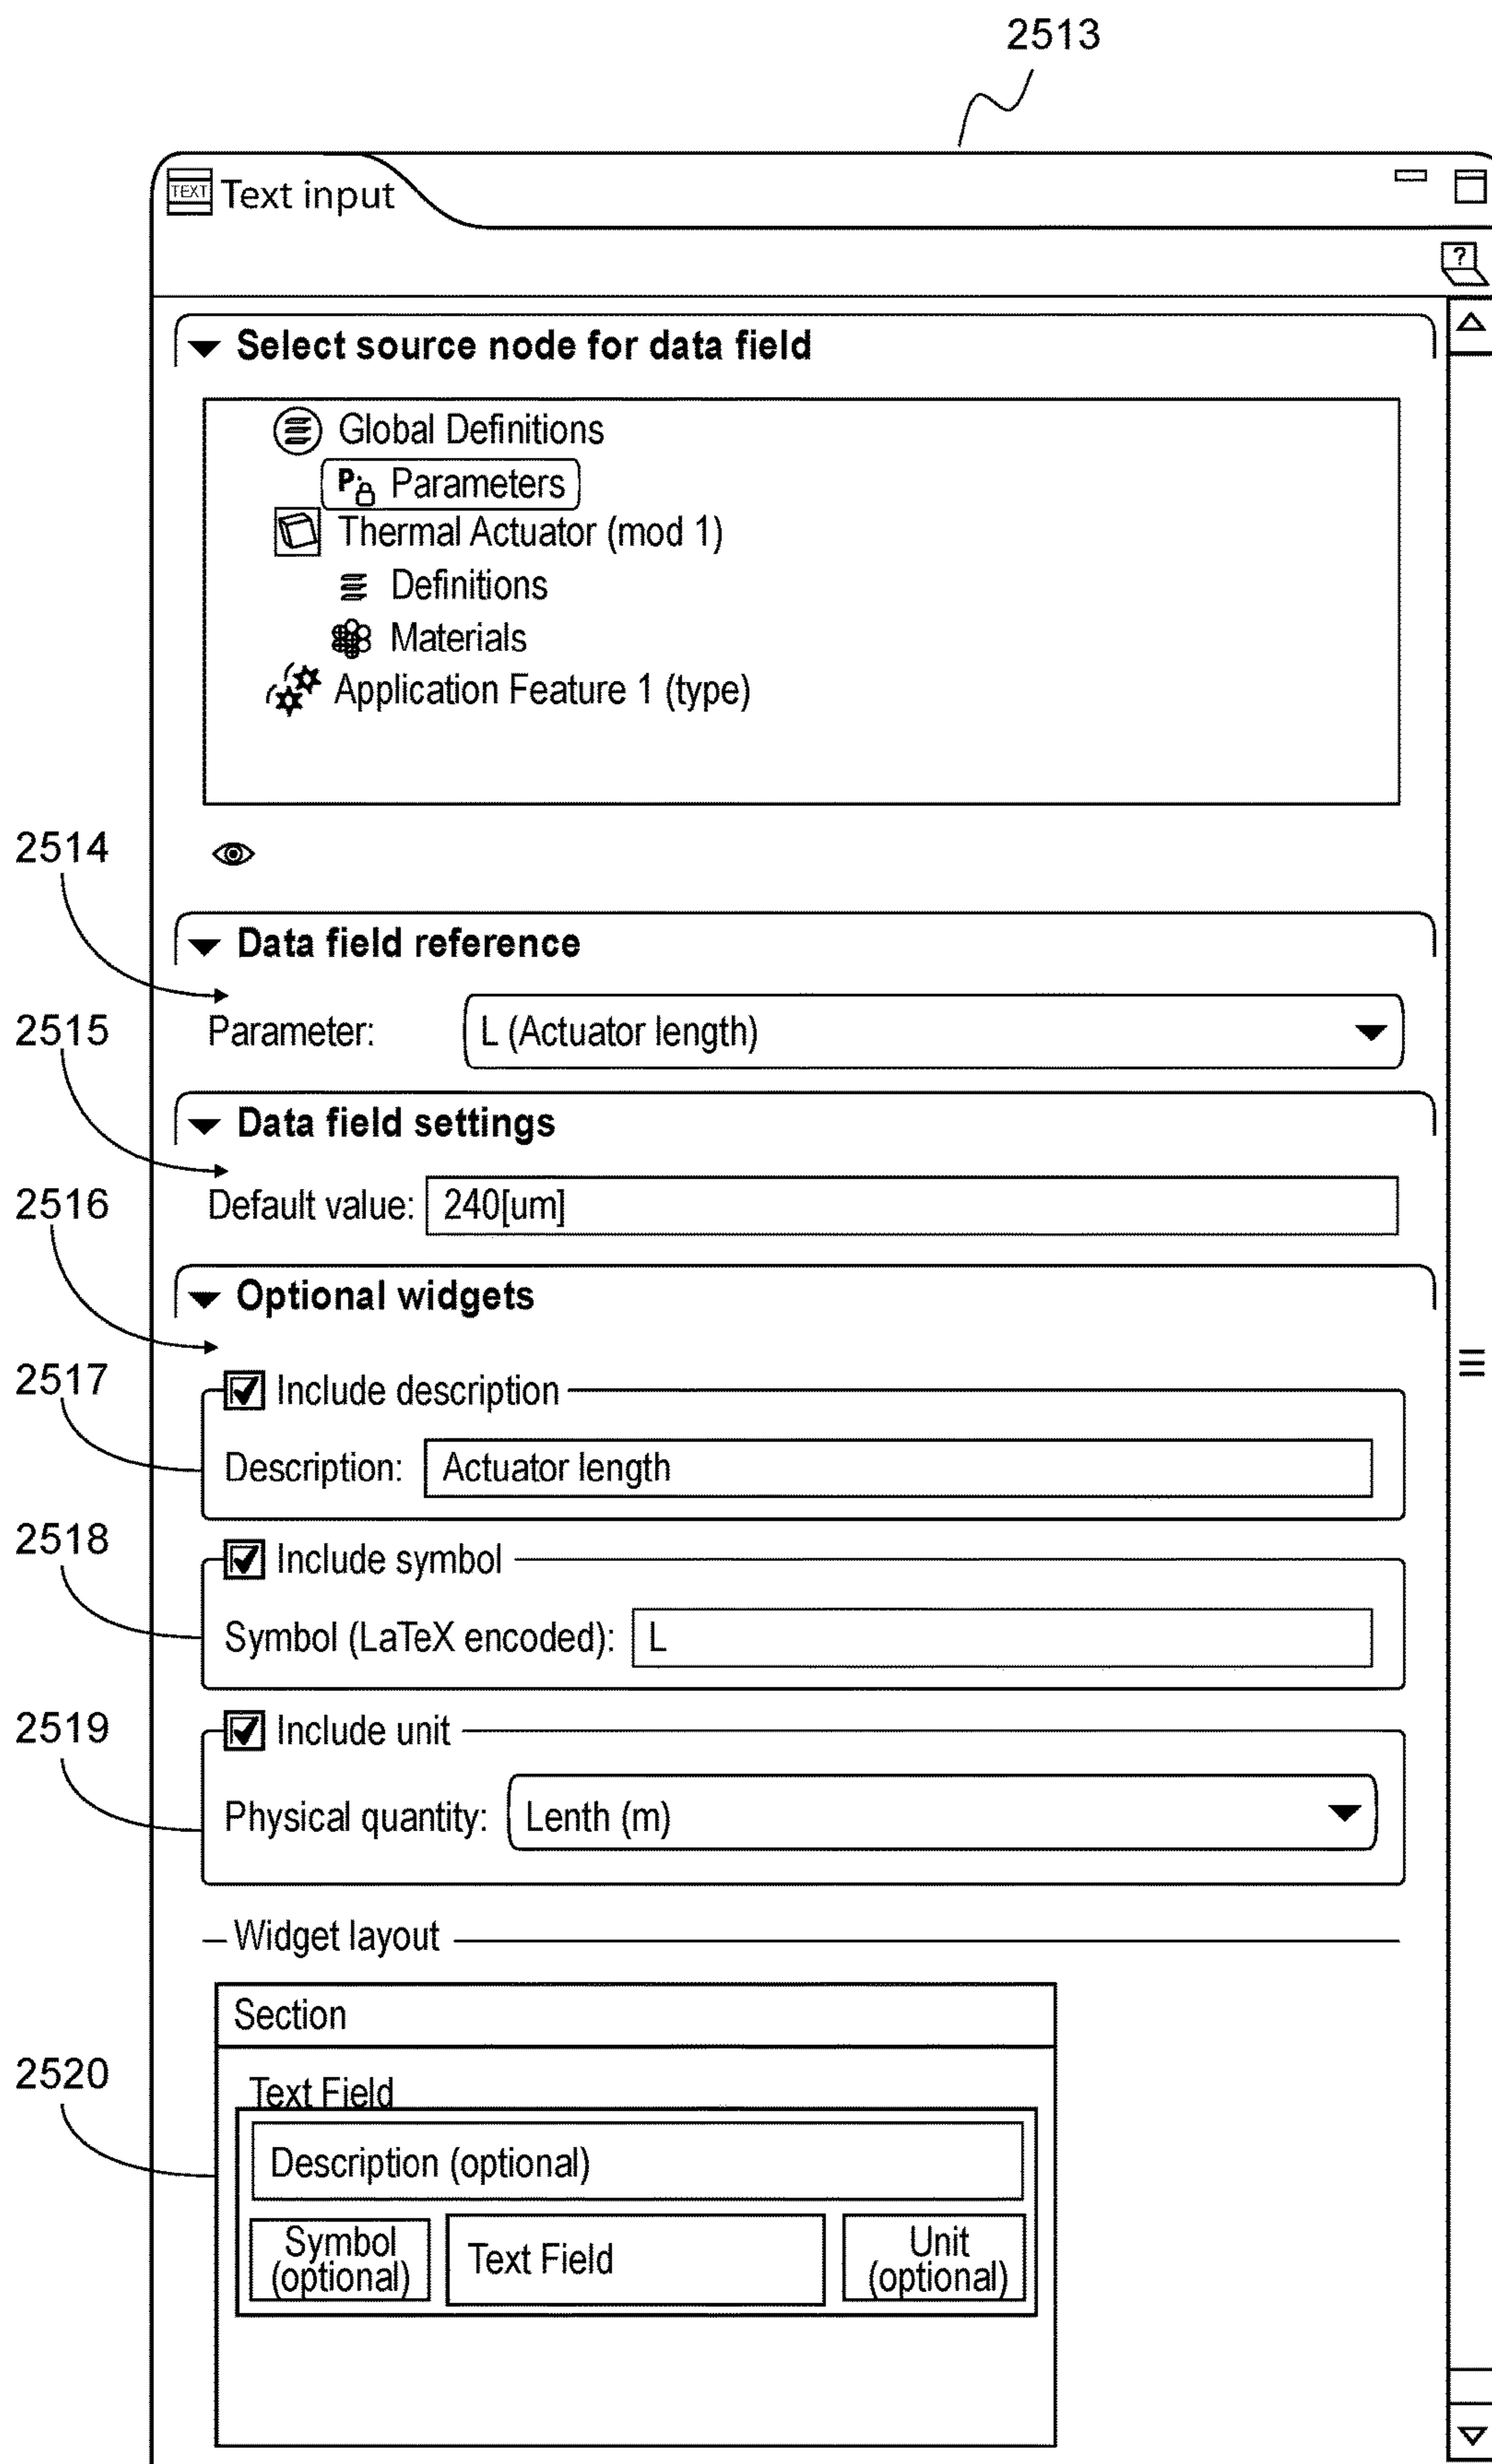 2513
TEXT Text input
?
Select source node for data field
Global Definitions
P Parameters
Thermal Actuator (mod 1)
Definitions
Materials
Application Feature 1 (type)
2514
Data field reference
2515 Parameter: L (Actuator length)
Data field settings
2516 Default value: 240[um]
Optional widgets
2517 Include description
Description: Actuator length
2518 Include symbol
Symbol (LaTeX encoded): L
2519 Include unit
Physical quantity: Lenth (m)
Widget layout
Section
2520 Text Field
Description (optional)
Symbol (optional) Text Field Unit (optional)